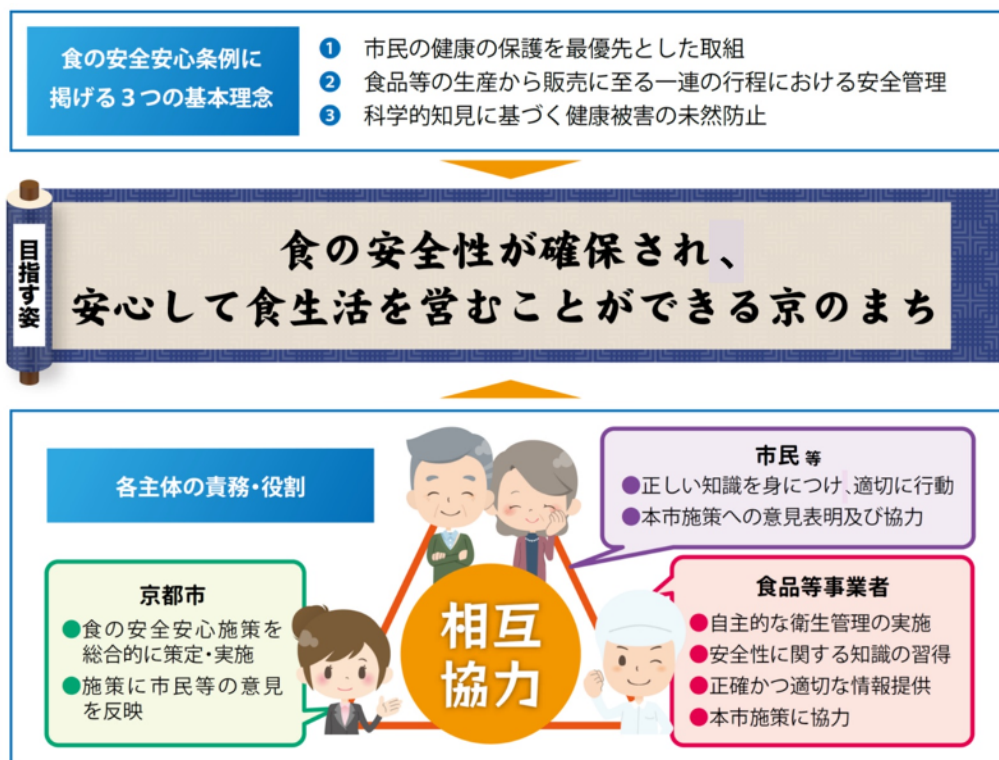 食の安全安心条例に
掲げる3つの基本理念
1 市民の健康の保護を最優先とした取組
2 食品等の生産から販売に至る一連の行程における安全管理
3 科学的知見に基づく健康被害の未然防止
目指す姿
食の安全性が確保され、
安心して食生活を営むことができる京のまち
各主体の責務・役割
市民等
●正しい知識を身につけ、適切に行動
●本市施策への意見表明及び協力
京都市
●食の安全安心施策を
総合的に策定・実施
●施策に市民等の意見
を反映
相互
協力
食品等事業者
●自主的な衛生管理の実施
●安全性に関する知識の習得
●正確かつ適切な情報提供
●本市施策に協力